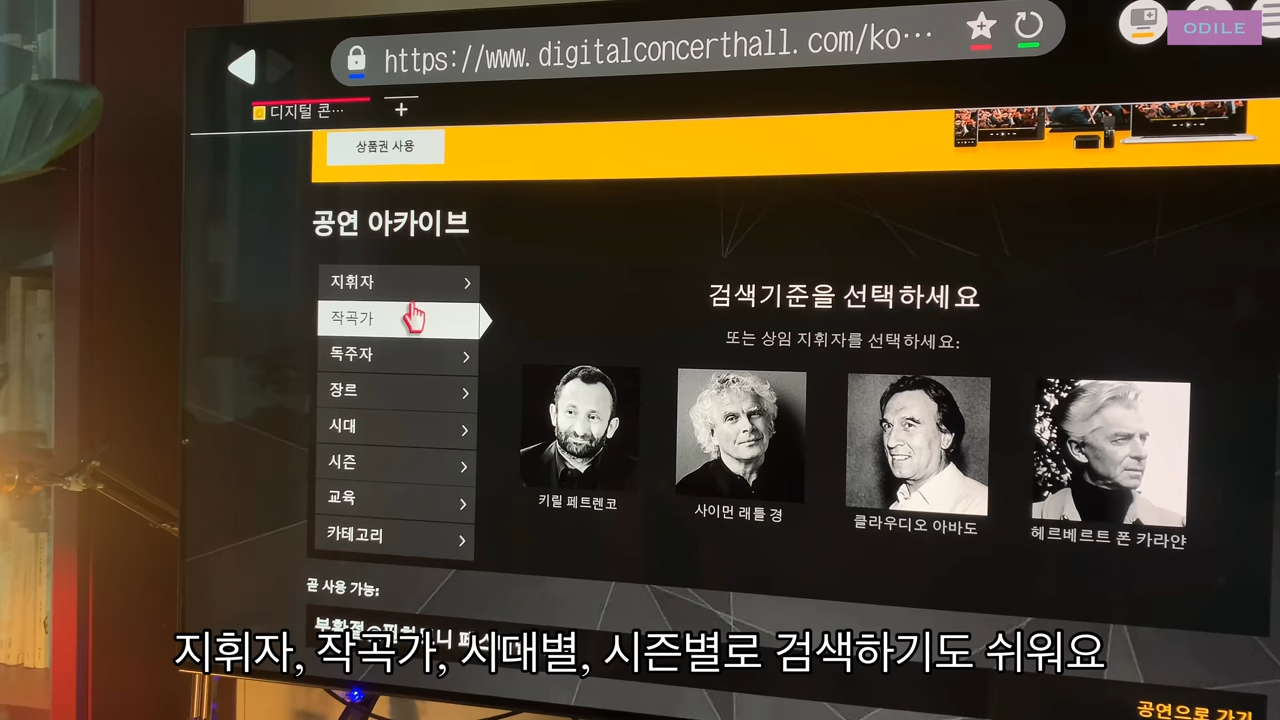 https://www.digitalconcerthall.com/ko…
ODILE
디지털 콘…
+
상품권 사용
공연 아카이브
지휘자
작곡가
독주자
장르
시대
시즌
교육
카테고리
검색기준을 선택하세요
또는 상임 지휘자를 선택하세요:
키릴 페트렌코
사이먼 래틀 경
클라우디오 아바도
헤르베르트 폰 카라얀
곧 사용 가능:
지휘자, 작곡가, 시대별, 시즌별로 검색하기도 쉬워요
공연으로 가기